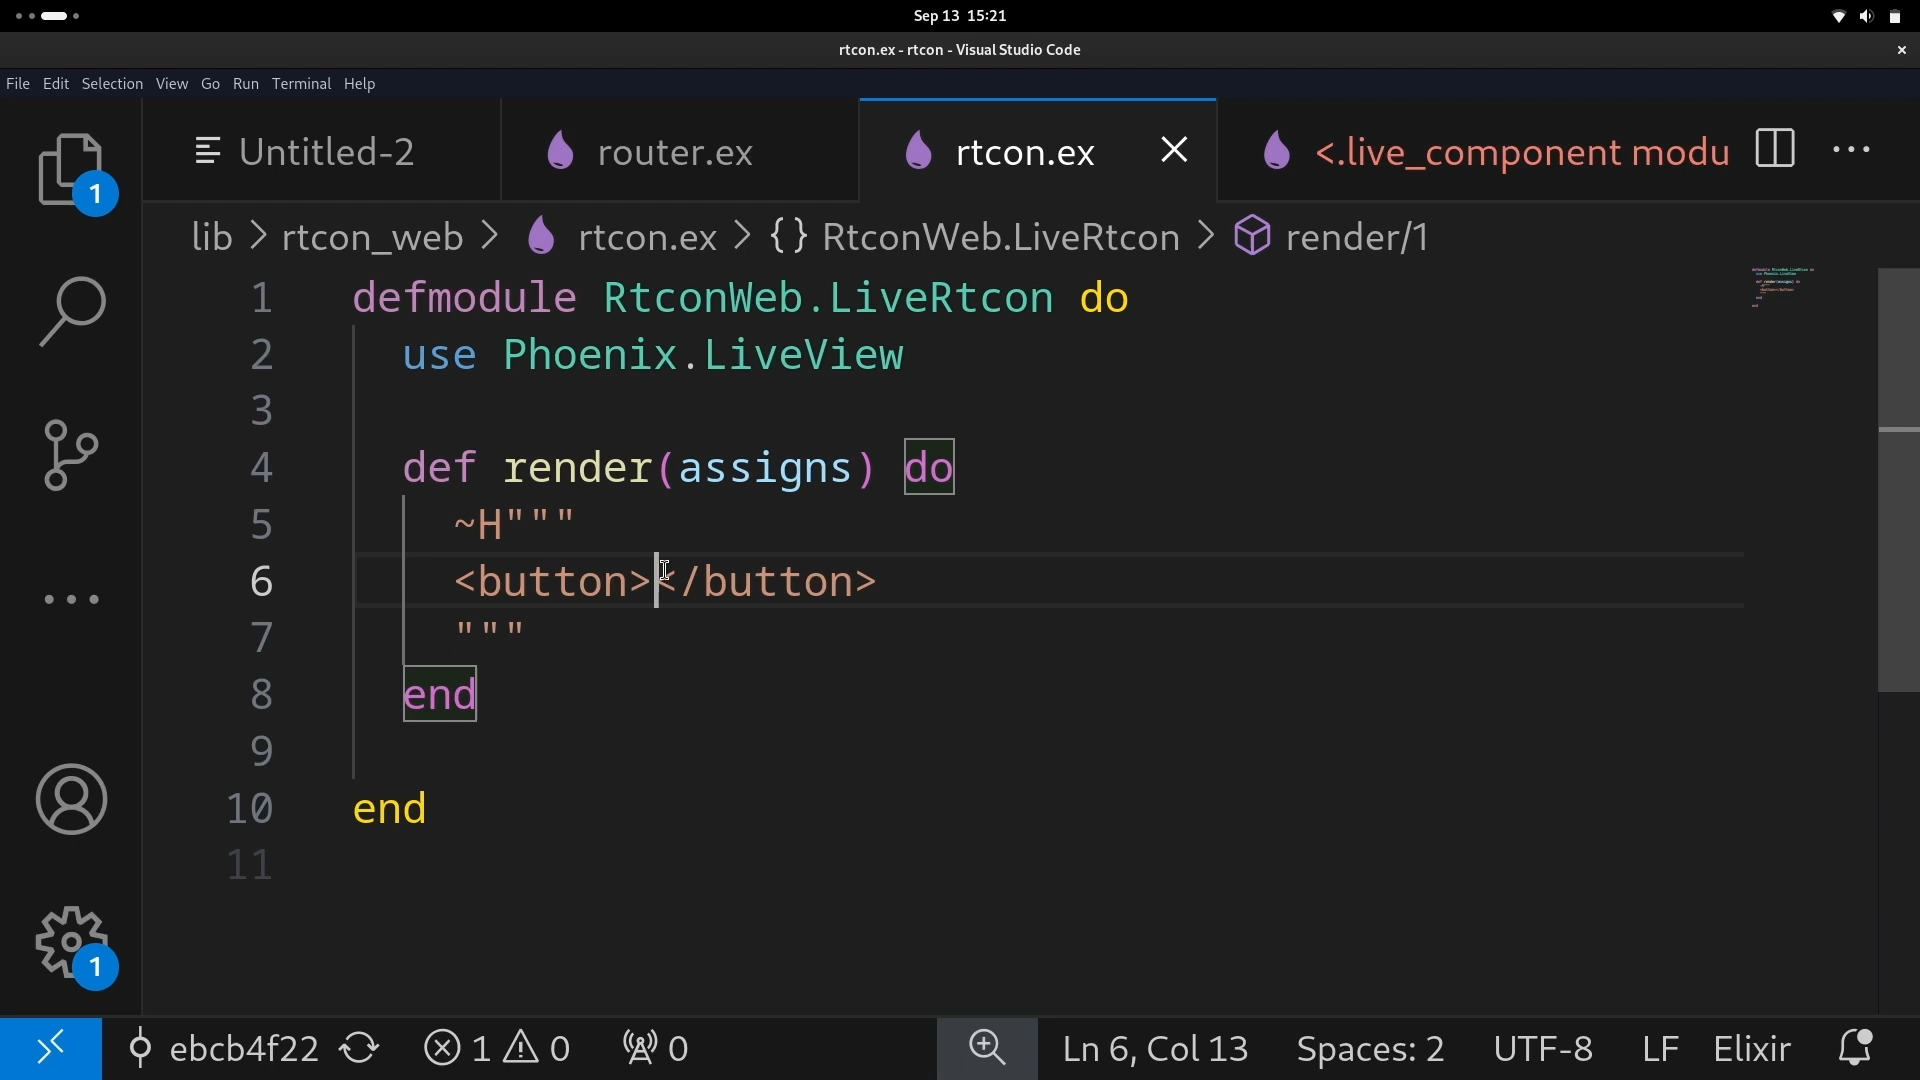 Sep 13 15:21
rtcon.ex - rtcon - Visual Studio Code
File Edit Selection View Go Run Terminal Help
Untitled-2 router.ex rtcon.ex <.live_component modu
1
lib > rtcon_web > rtcon.ex > {} RtconWeb.LiveRtcon > render/1
1 defmodule RtconWeb.LiveRtcon do
2 use Phoenix.LiveView
3
4 def render(assigns) do
5 ~H"""
6 <button></button>
7 """
8 end
9
10 end
11
1
ebcb4f22 1 0 0 Ln 6, Col 13 Spaces: 2 UTF-8 LF Elixir